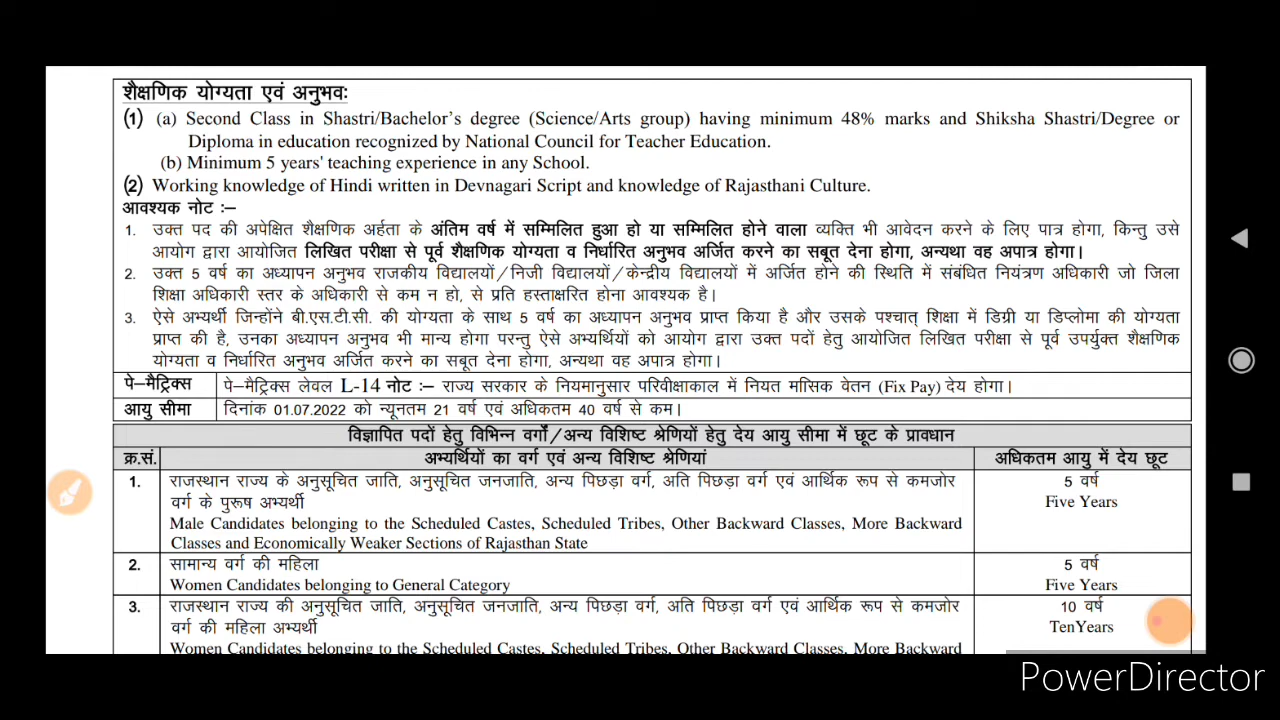 शैक्षणिक योग्यता एवं अनुभवः
(1) (a) Second Class in Shastri/Bachelor's degree (Science/Arts group) having minimum 48% marks and Shiksha Shastri/Degree or
Diploma in education recognized by National Council for Teacher Education.
(b) Minimum 5 years' teaching experience in any School.
(2) Working knowledge of Hindi written in Devnagari Script and knowledge of Rajasthani Culture.
आवश्यक नोट :–
1. उक्त पद की अपेक्षित शैक्षणिक अर्हता के अंतिम वर्ष में सम्मिलित हुआ हो या सम्मिलित होने वाला व्यक्ति भी आवेदन करने के लिए पात्र होगा, किन्तु उसे
आयोग द्वारा आयोजित लिखित परीक्षा से पूर्व शैक्षणिक योग्यता व निर्धारित अनुभव अर्जित करने का सबूत देना होगा, अन्यथा वह अपात्र होगा।
2. उक्त 5 वर्ष का अध्यापन अनुभव राजकीय विद्यालयों/निजी विद्यालयों/केन्द्रीय विद्यालयों में अर्जित होने की स्थिति में संबंधित नियंत्रण अधिकारी जो जिला
शिक्षा अधिकारी स्तर के अधिकारी से कम न हो, से प्रति हस्ताक्षरित होना आवश्यक है।
3. ऐसे अभ्यर्थी जिन्होंने बी.एस.टी.सी. की योग्यता के साथ 5 वर्ष का अध्यापन अनुभव प्राप्त किया है और उसके पश्चात् शिक्षा में डिग्री या डिप्लोमा की योग्यता
प्राप्त की है, उनका अध्यापन अनुभव भी मान्य होगा परन्तु ऐसे अभ्यर्थियों को आयोग द्वारा उक्त पदों हेतु आयोजित लिखित परीक्षा से पूर्व उपर्युक्त शैक्षणिक
योग्यता व निर्धारित अनुभव अर्जित करने का सबूत देना होगा, अन्यथा वह अपात्र होगा।
पे–मैट्रिक्स पे–मैट्रिक्स लेवल L-14 नोट :– राज्य सरकार के नियमानुसार परिवीक्षाकाल में नियत मासिक वेतन (Fix Pay) देय होगा।
आयु सीमा दिनांक 01.07.2022 को न्यूनतम 21 वर्ष एवं अधिकतम 40 वर्ष से कम।
विज्ञापित पदों हेतु विभिन्न वर्गों/अन्य विशिष्ट श्रेणियों हेतु देय आयु सीमा में छूट के प्रावधान
क्र.सं. अभ्यर्थियों का वर्ग एवं अन्य विशिष्ट श्रेणियां अधिकतम आयु में देय छूट
1. राजस्थान राज्य के अनुसूचित जाति, अनुसूचित जनजाति, अन्य पिछड़ा वर्ग, अति पिछड़ा वर्ग एवं आर्थिक रूप से कमजोर 5 वर्ष
वर्ग के पुरूष अभ्यर्थी Five Years
Male Candidates belonging to the Scheduled Castes, Scheduled Tribes, Other Backward Classes, More Backward
Classes and Economically Weaker Sections of Rajasthan State
2. सामान्य वर्ग की महिला 5 वर्ष
Women Candidates belonging to General Category Five Years
3. राजस्थान राज्य की अनुसूचित जाति, अनुसूचित जनजाति, अन्य पिछड़ा वर्ग, अति पिछड़ा वर्ग एवं आर्थिक रूप से कमजोर 10 वर्ष
वर्ग की महिला अभ्यर्थी TenYears
Women Candidates belonging to the Scheduled Castes, Scheduled Tribes, Other Backward Classes, More Backward
PowerDirector